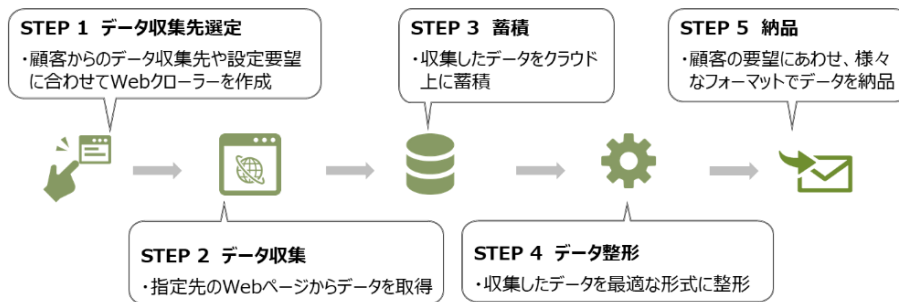 STEP 1 データ収集先選定
・顧客からのデータ収集先や設定要望
に合わせてWebクローラーを作成
STEP 2 データ収集
・指定先のWebページからデータを取得
STEP 3 蓄積
・収集したデータをクラウド
上に蓄積
STEP 4 データ整形
・収集したデータを最適な形式に整形
STEP 5 納品
・顧客の要望にあわせ、様々
なフォーマットでデータを納品